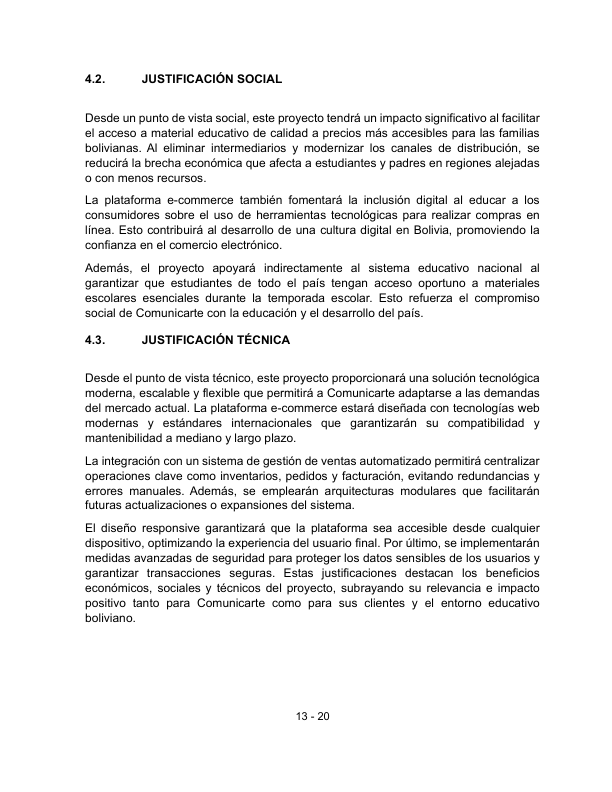 4.2. JUSTIFICACIÓN SOCIAL
Desde un punto de vista social, este proyecto tendrá un impacto significativo al facilitar
el acceso a material educativo de calidad a precios más accesibles para las familias
bolivianas. Al eliminar intermediarios y modernizar los canales de distribución, se
reducirá la brecha económica que afecta a estudiantes y padres en regiones alejadas
o con menos recursos.
La plataforma e-commerce también fomentará la inclusión digital al educar a los
consumidores sobre el uso de herramientas tecnológicas para realizar compras en
línea. Esto contribuirá al desarrollo de una cultura digital en Bolivia, promoviendo la
confianza en el comercio electrónico.
Además, el proyecto apoyará indirectamente al sistema educativo nacional al
garantizar que estudiantes de todo el país tengan acceso oportuno a materiales
escolares esenciales durante la temporada escolar. Esto refuerza el compromiso
social de Comunicarte con la educación y el desarrollo del país.
4.3. JUSTIFICACIÓN TÉCNICA
Desde el punto de vista técnico, este proyecto proporcionará una solución tecnológica
moderna, escalable y flexible que permitirá a Comunicarte adaptarse a las demandas
del mercado actual. La plataforma e-commerce estará diseñada con tecnologías web
modernas y estándares internacionales que garantizarán su compatibilidad y
mantenibilidad a mediano y largo plazo.
La integración con un sistema de gestión de ventas automatizado permitirá centralizar
operaciones clave como inventarios, pedidos y facturación, evitando redundancias y
errores manuales. Además, se emplearán arquitecturas modulares que facilitarán
futuras actualizaciones o expansiones del sistema.
El diseño responsive garantizará que la plataforma sea accesible desde cualquier
dispositivo, optimizando la experiencia del usuario final. Por último, se implementarán
medidas avanzadas de seguridad para proteger los datos sensibles de los usuarios y
garantizar transacciones seguras. Estas justificaciones destacan los beneficios
económicos, sociales y técnicos del proyecto, subrayando su relevancia e impacto
positivo tanto para Comunicarte como para sus clientes y el entorno educativo
boliviano.
13 - 20